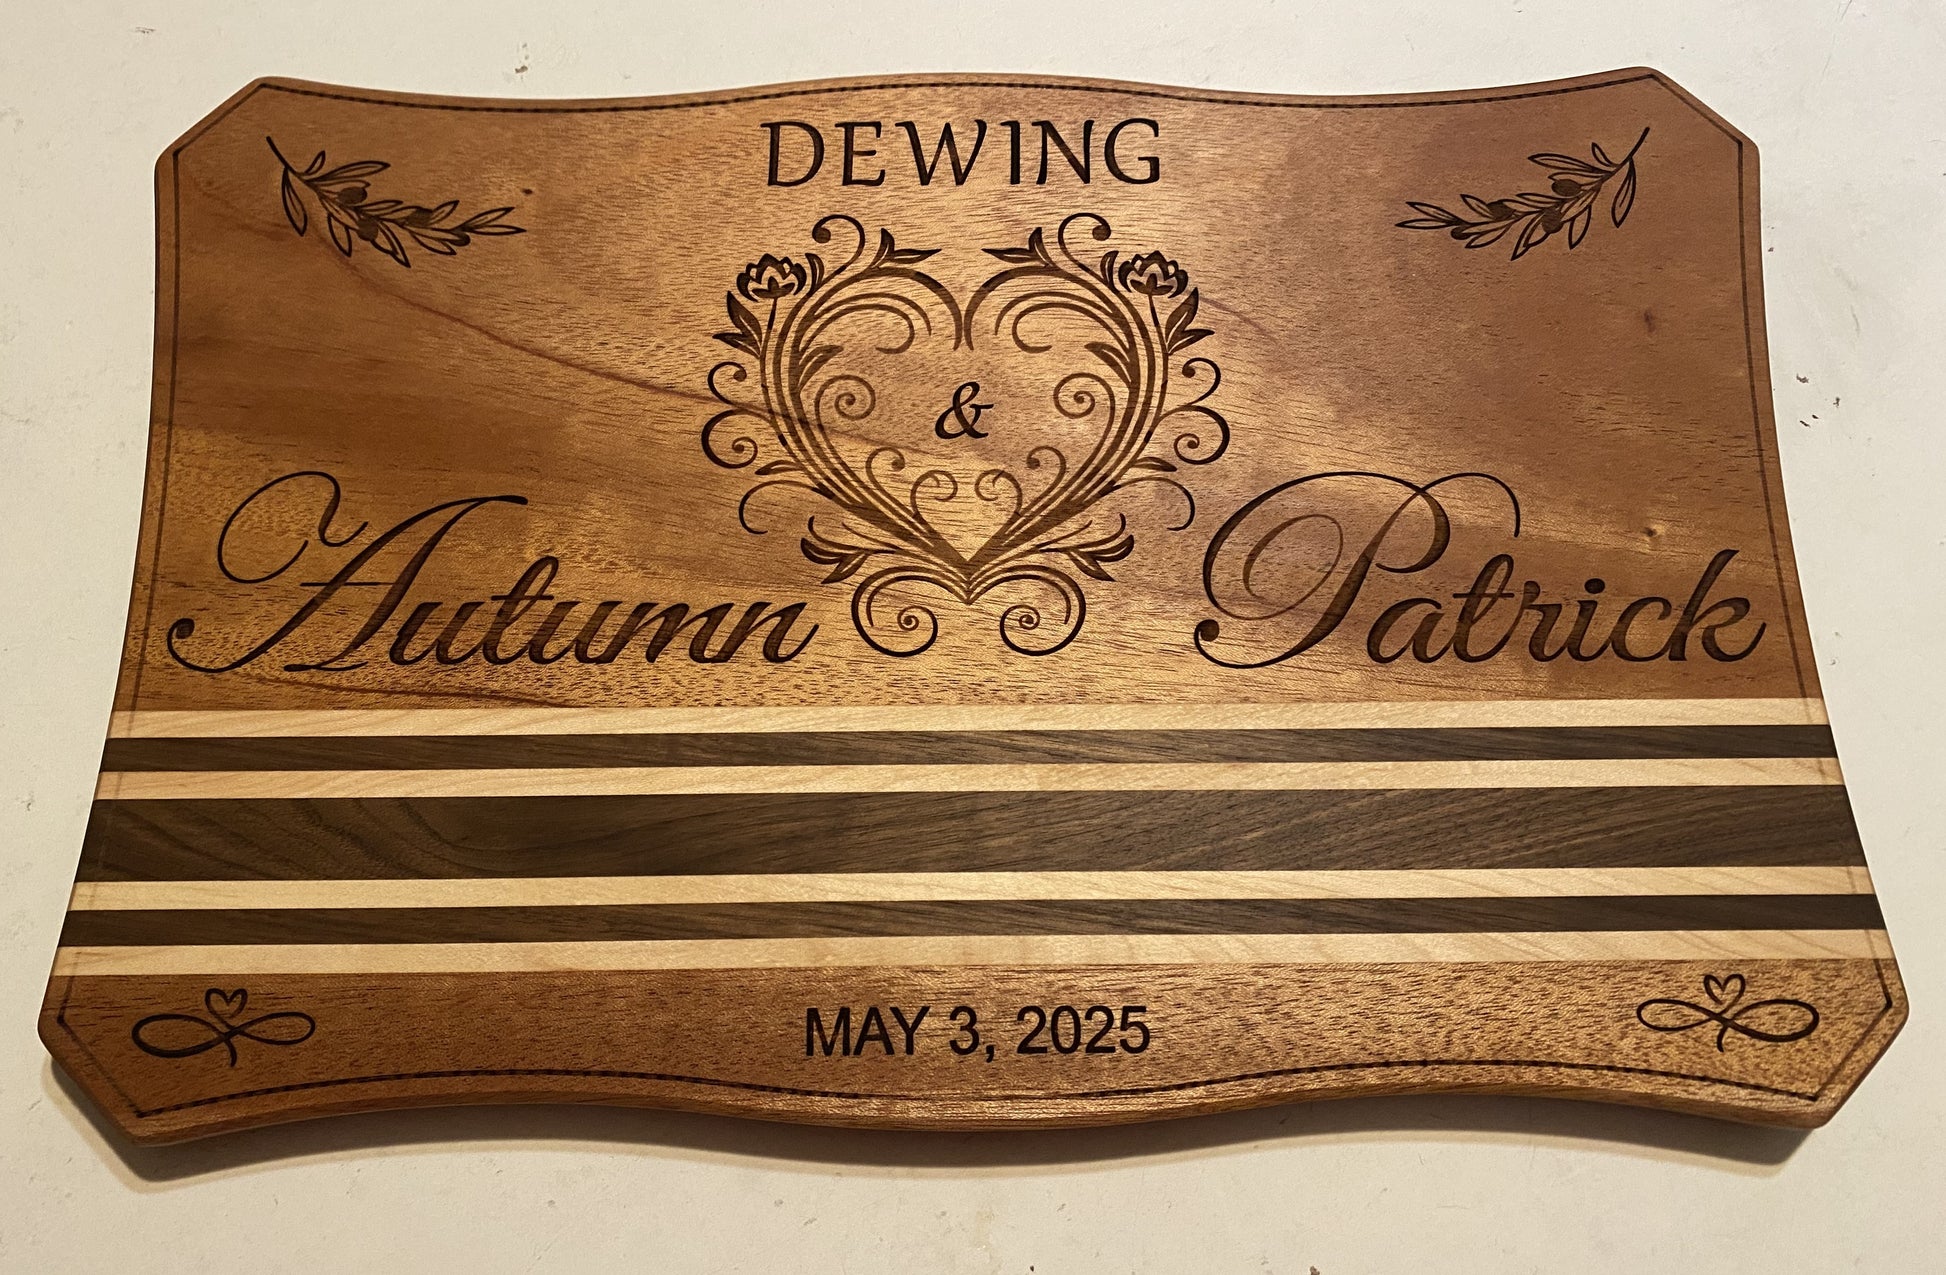 DEWING
&
Autumn Patrick
MAY 3, 2025